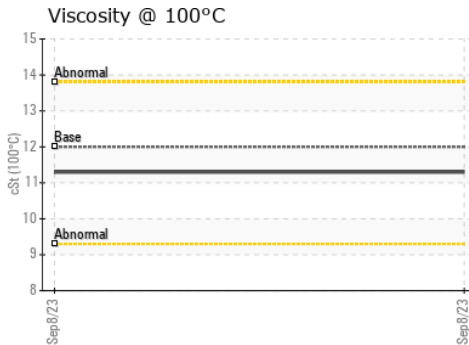 Viscosity @ 100°C
cSt (100°C)
15
14
13
12
11
10
9
8
Abnormal
Base
Abnormal
Sep8/23
Sep8/23